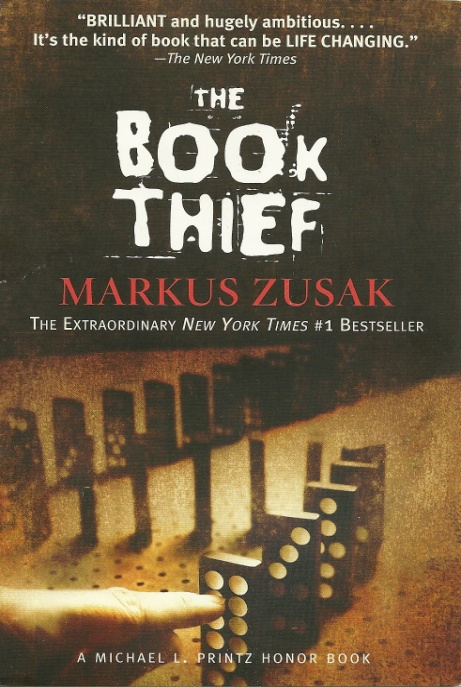 “BRILLIANT and hugely ambitious. . . .
It’s the kind of book that can be LIFE CHANGING.”
—The New York Times
THE
BOOK
THIEF
MARKUS ZUSAK
THE EXTRAORDINARY NEW YORK TIMES #1 BESTSELLER
A MICHAEL L. PRINTZ HONOR BOOK